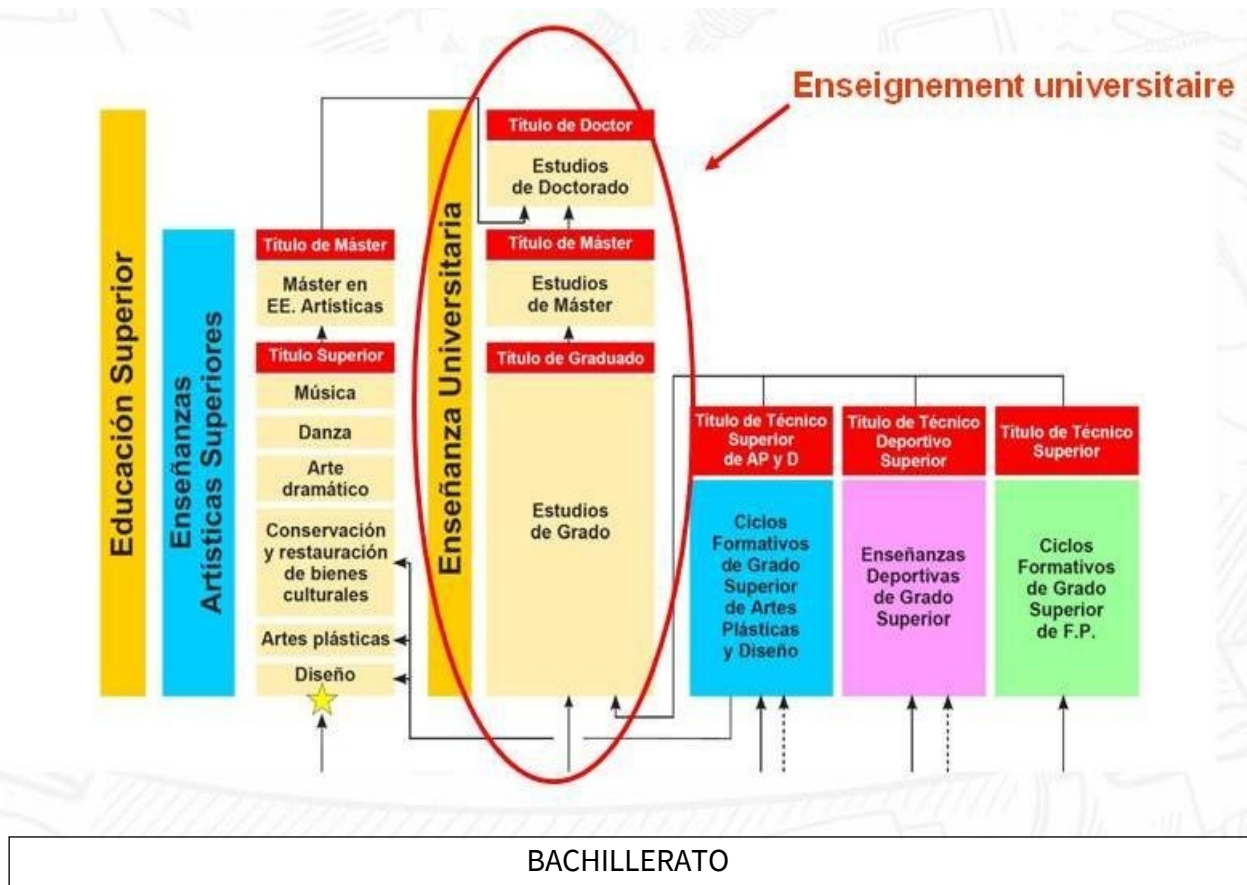 Enseignement universitaire
Educación Superior
Enseñanzas
Artísticas Superiores
Título de Máster
Máster en
EE. Artísticas
Título Superior
Música
Danza
Arte
dramático
Conservación
y restauración
de bienes
culturales
Artes plásticas
Diseño
Enseñanza Universitaria
Título de Doctor
Estudios
de Doctorado
Título de Máster
Estudios
de Máster
Título de Graduado
Estudios
de Grado
Título de Técnico
Superior
de AP y D
Ciclos
Formativos
de Grado
Superior
de Artes
Plásticas
y Diseño
Título de Técnico
Deportivo
Superior
Enseñanzas
Deportivas
de Grado
Superior
Título de Técnico
Superior
Ciclos
Formativos
de Grado
Superior
de F.P.
BACHILLERATO